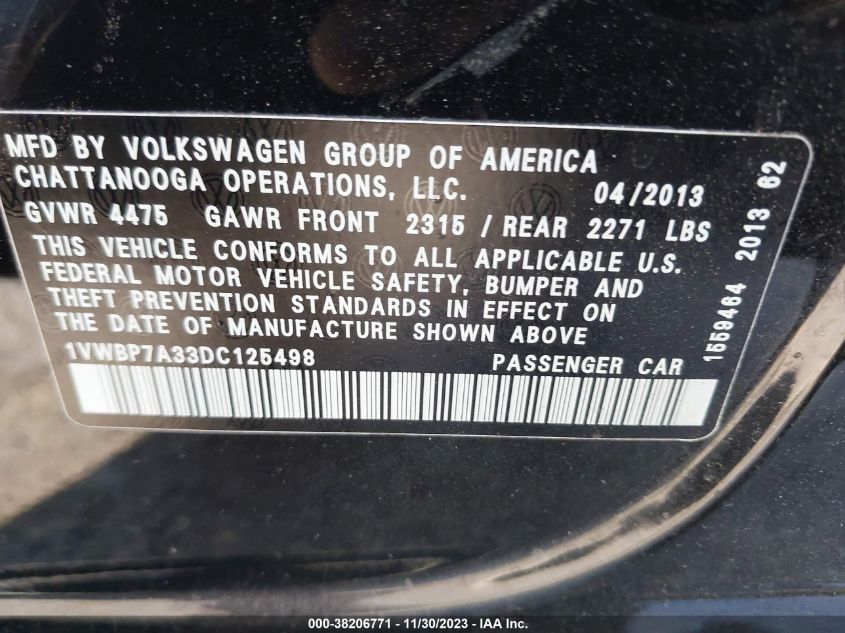 MFD BY VOLKSWAGEN GROUP OF AMERICA
CHATTANOOGA OPERATIONS, LLC. 04/2013
GVWR 4475 GAWR FRONT 2315 / REAR 2271 LBS
THIS VEHICLE CONFORMS TO ALL APPLICABLE U.S.
FEDERAL MOTOR VEHICLE SAFETY, BUMPER AND
THEFT PREVENTION STANDARDS IN EFFECT ON
THE DATE OF MANUFACTURE SHOWN ABOVE
1VWBP7A33DC125498 PASSENGER CAR
1559464 2013 62
000-38206771 - 11/30/2023 - IAA Inc.